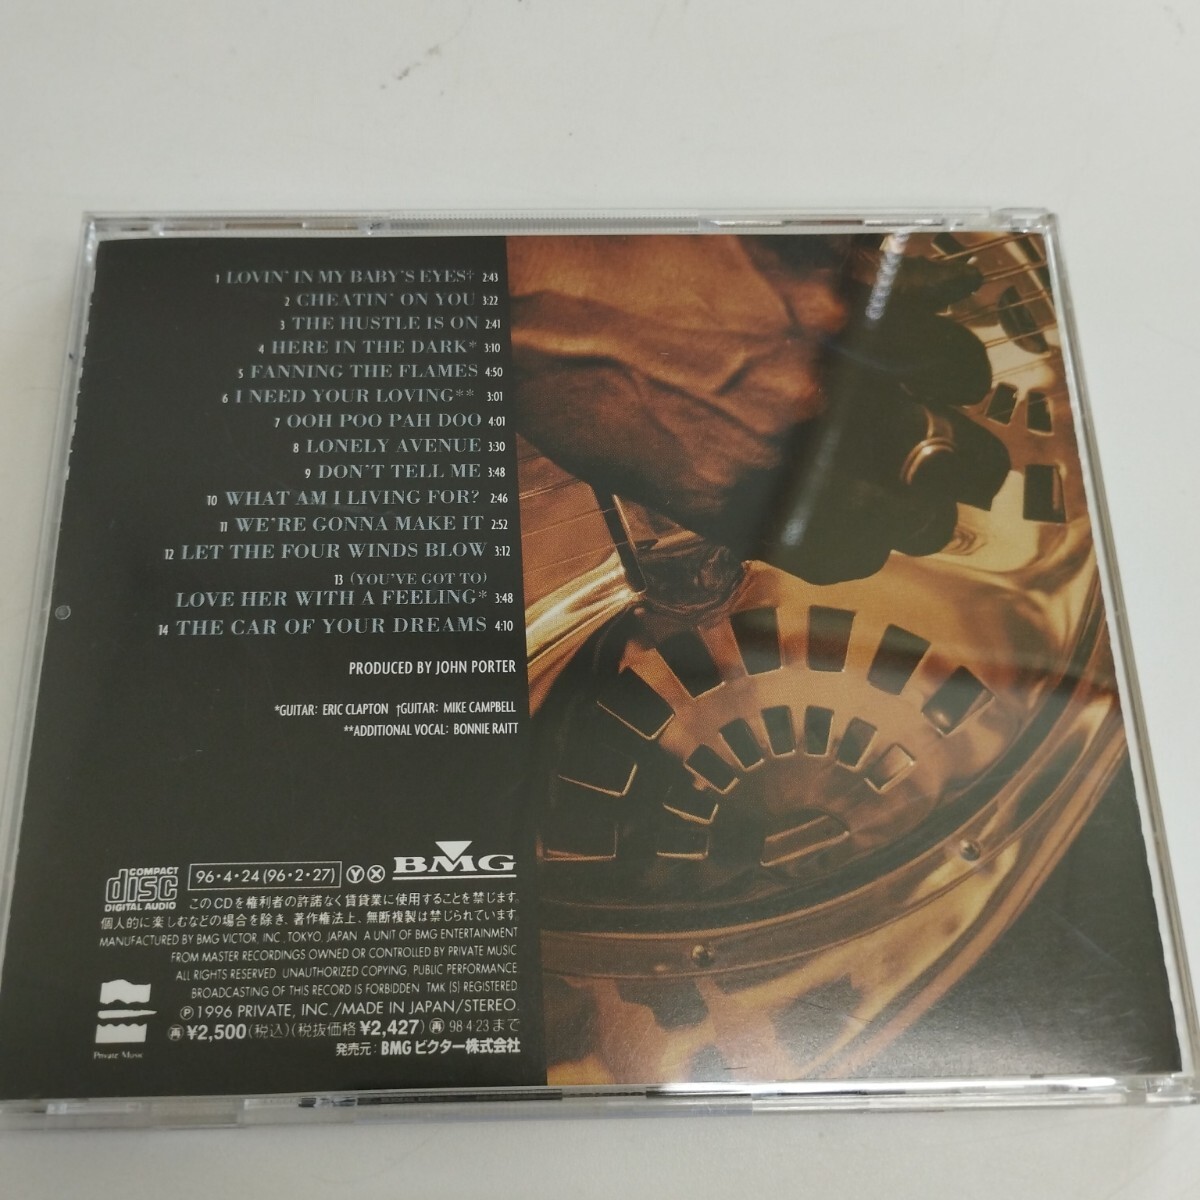 1 LOVIN' IN MY BABY'S EYES† 2:43
2 CHEATIN' ON YOU 3:22
3 THE HUSTLE IS ON 2:41
4 HERE IN THE DARK* 3:10
5 FANNING THE FLAMES 4:50
6 I NEED YOUR LOVING** 3:01
7 OOH POO PAH DOO 4:01
8 LONELY AVENUE 3:30
9 DON'T TELL ME 3:48
10 WHAT AM I LIVING FOR? 2:46
11 WE'RE GONNA MAKE IT 2:52
12 LET THE FOUR WINDS BLOW 3:12
13 (YOU'VE GOT TO)
LOVE HER WITH A FEELING* 3:48
14 THE CAR OF YOUR DREAMS 4:10
PRODUCED BY JOHN PORTER
*GUITAR: ERIC CLAPTON †GUITAR: MIKE CAMPBELL
**ADDITIONAL VOCAL: BONNIE RAITT
COMPACT disc DIGITAL AUDIO
96・4・24(96・2・27) Ⓨ Ⓧ BMG
このCDを権利者の許諾なく賃貸業に使用することを禁じます。
個人的に楽しむなどの場合を除き、著作権法上、無断複製は禁じられています。
MANUFACTURED BY BMG VICTOR, INC., TOKYO, JAPAN A UNIT OF BMG ENTERTAINMENT
FROM MASTER RECORDINGS OWNED OR CONTROLLED BY PRIVATE MUSIC
ALL RIGHTS RESERVED UNAUTHORIZED COPYING, PUBLIC PERFORMANCE
BROADCASTING OF THIS RECORD IS FORBIDDEN TMK (S) REGISTERED
Ⓟ1996 PRIVATE, INC./MADE IN JAPAN/STEREO.
㊥¥2,500(税込)(税抜価格¥2,427)再98・4・23まで
発売元:BMGビクター株式会社
Private Music